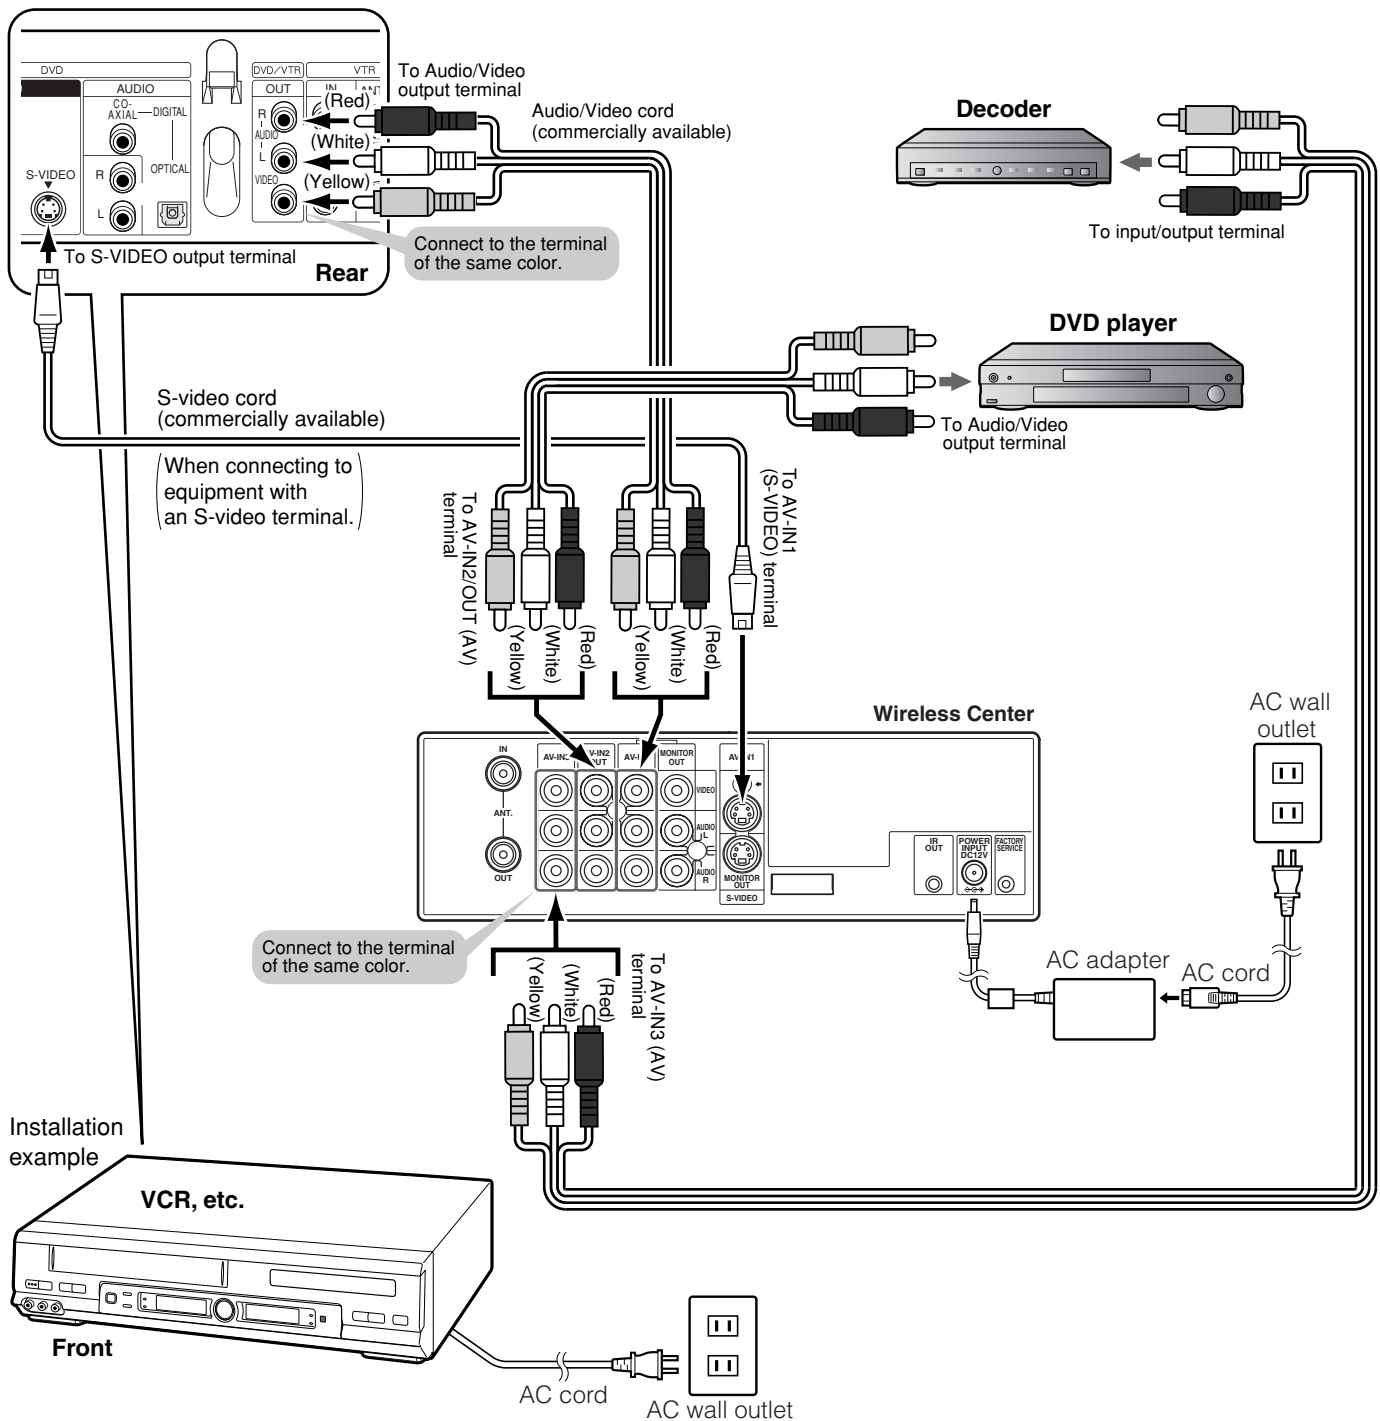 DVD
DVD/VTR
VTR
AUDIO
OUT
IN
CO-
AXIAL
DIGITAL
OPTICAL
R
L
R
AUDIO
L
VIDEO
S-VIDEO
(Red)
(White)
(Yellow)
To S-VIDEO output terminal
Rear
To Audio/Video
output terminal
Audio/Video cord
(commercially available)
Connect to the terminal
of the same color.
Decoder
To input/output terminal
DVD player
To Audio/Video
output terminal
S-video cord
(commercially available)
(When connecting to
equipment with
an S-video terminal.)
To AV-IN2/OUT (AV)
terminal
(Yellow)
(White)
(Red)
(Yellow)
(White)
(Red)
To AV-IN1
(S-VIDEO) terminal
Wireless Center
AC wall
outlet
IN
ANT.
OUT
AV-IN3
V-IN2
OUT
AV-I
MONITOR
OUT
VIDEO
AUDIO
L
AUDIO
R
AV-IN1
MONITOR
OUT
S-VIDEO
IR
OUT
POWER
INPUT
DC12V
FACTORY
SERVICE
Connect to the terminal
of the same color.
(Yellow)
(White)
(Red)
To AV-IN3 (AV)
terminal
AC adapter
AC cord
Installation
example
VCR, etc.
Front
AC cord
AC wall outlet